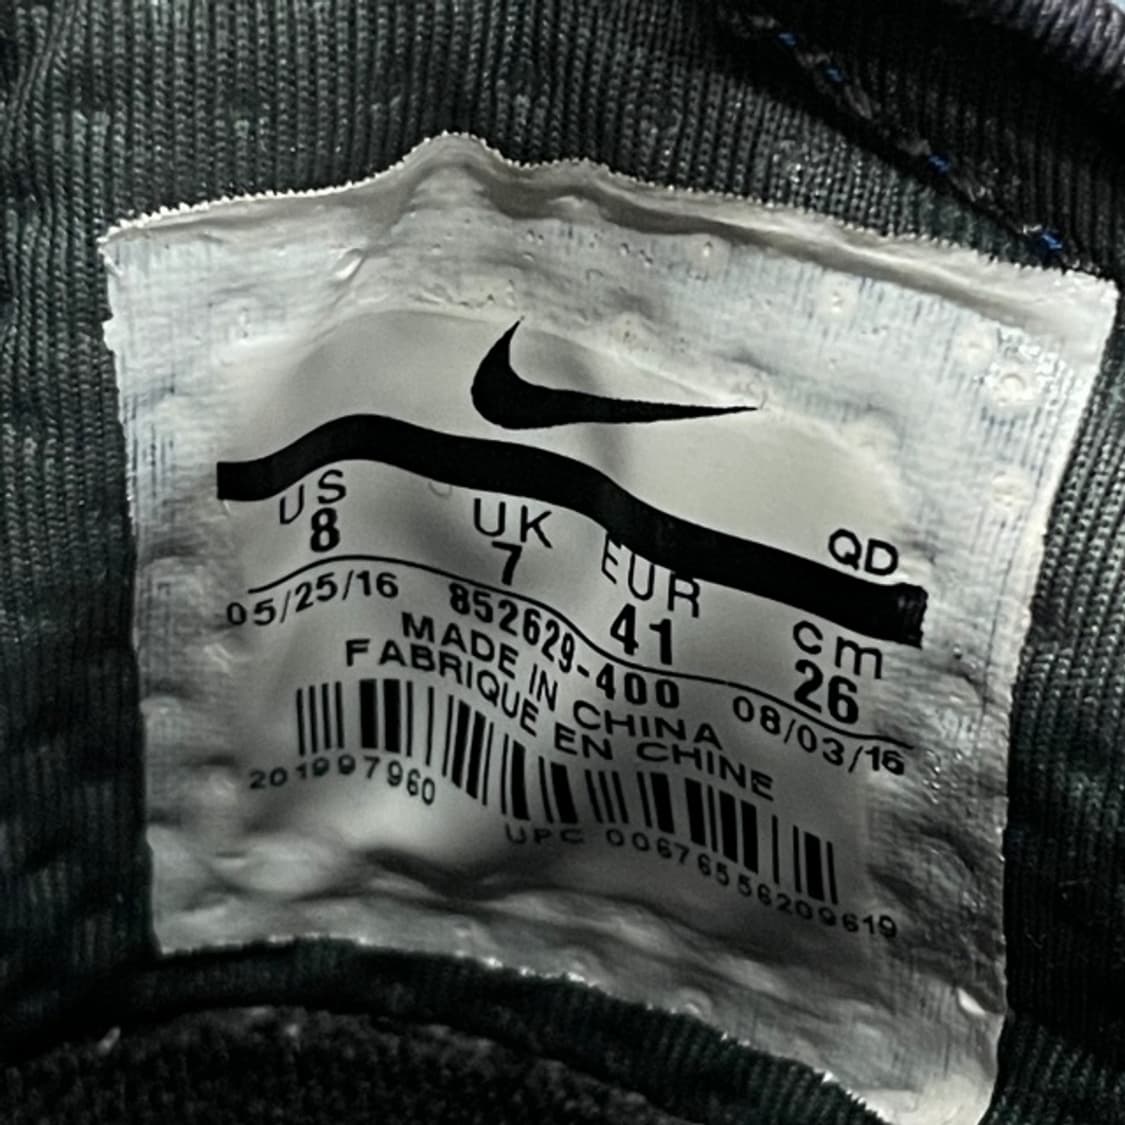 QD
US UK EUR cm
8 7 41 26
05/25/16 852629-400 08/03/16
MADE IN CHINA
FABRIQUE EN CHINE
201997960 UPC 00676556209619